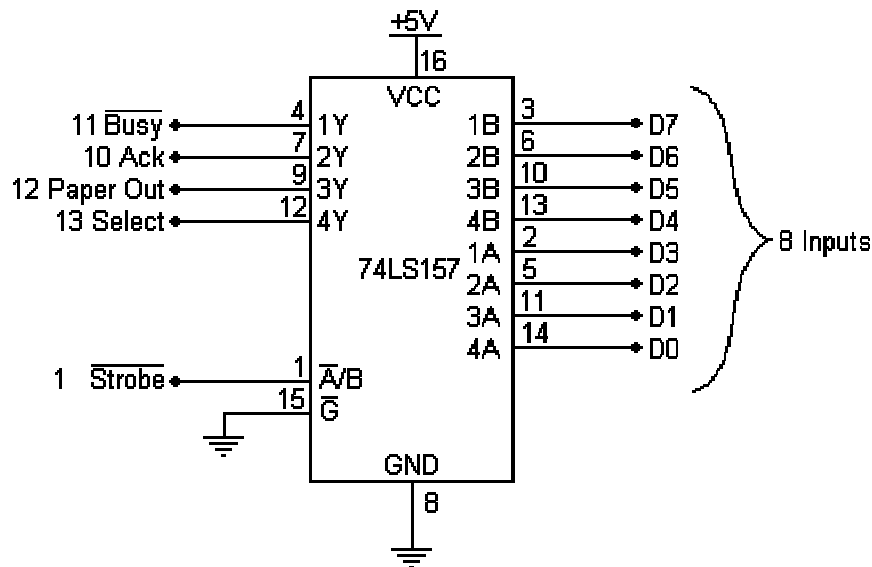 +5V
16
VCC
11 Busy 4 1Y 1B 3 D7
10 Ack 7 2Y 2B 6 D6
12 Paper Out 9 3Y 3B 10 D5
13 Select 12 4Y 4B 13 D4
1A 2 D3
8 Inputs
74LS157
2A 5 D2
3A 11 D1
4A 14 D0
1 Strobe 1 A/B
15 G
GND
8